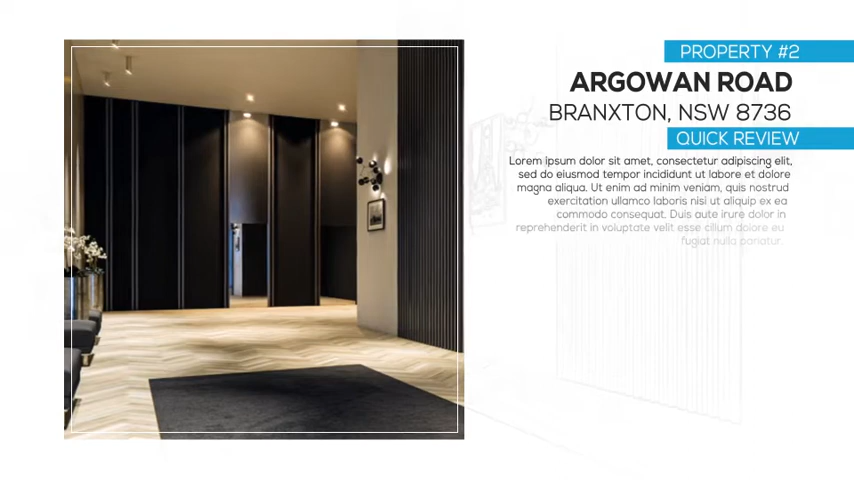 PROPERTY #2
ARGOWAN ROAD
BRANXTON, NSW 8736
QUICK REVIEW
Lorem ipsum dolor sit amet, consectetur adipiscing elit,
sed do eiusmod tempor incididunt ut labore et dolore
magna aliqua. Ut enim ad minim veniam, quis nostrud
exercitation ullamco laboris nisi ut aliquip ex ea
commodo consequat. Duis aute irure dolor in
reprehenderit in voluptate velit esse cillum dolore eu
fugiat nulla pariatur.